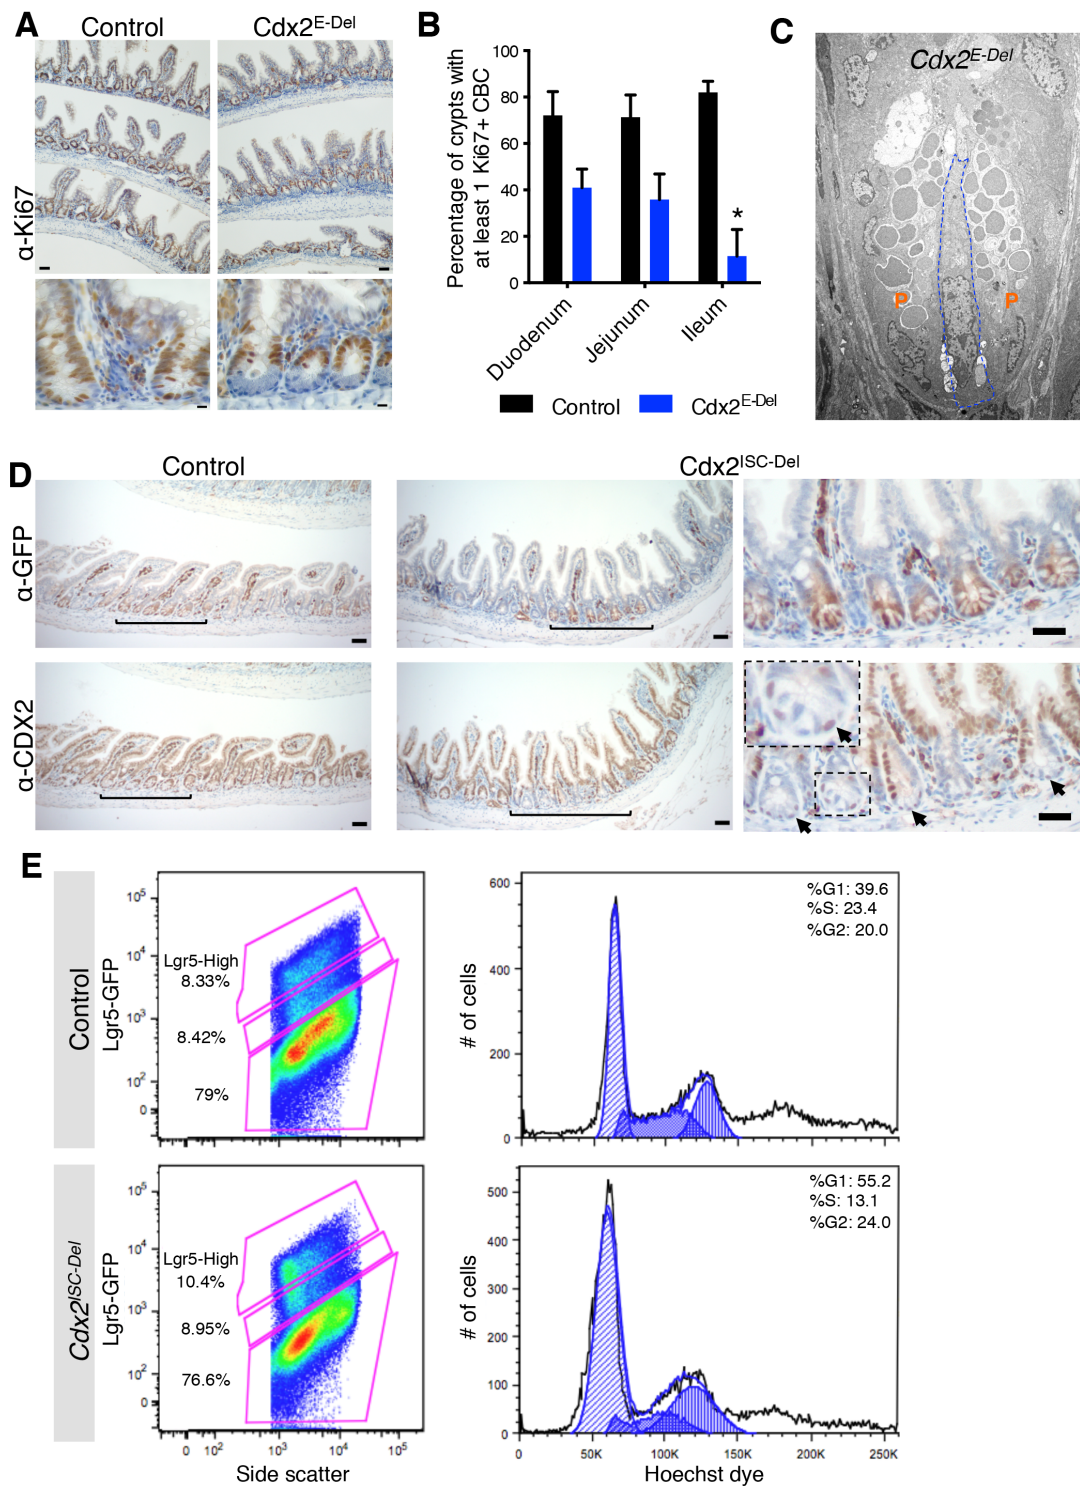 A
Control
Cdx2E-Del
α-Ki67
B
Percentage of crypts with
at least 1 Ki67+ CBC
100
80
60
40
20
0
*
Duodenum
Jejunum
Ileum
Control
Cdx2E-Del
C
Cdx2E-Del
P
P
D
Control
Cdx2ISC-Del
α-GFP
α-CDX2
E
Control
Lgr5-GFP
10⁵
10⁴
10³
10²
0
Lgr5-High
8.33%
8.42%
79%
# of cells
600
400
200
0
%G1: 39.6
%S: 23.4
%G2: 20.0
Cdx2ISC-Del
Lgr5-GFP
10⁵
10⁴
10³
10²
0
Lgr5-High
10.4%
8.95%
76.6%
0 10² 10³ 10⁴ 10⁵
Side scatter
# of cells
500
400
300
200
100
0
%G1: 55.2
%S: 13.1
%G2: 24.0
0 50K 100K 150K 200K 250K
Hoechst dye